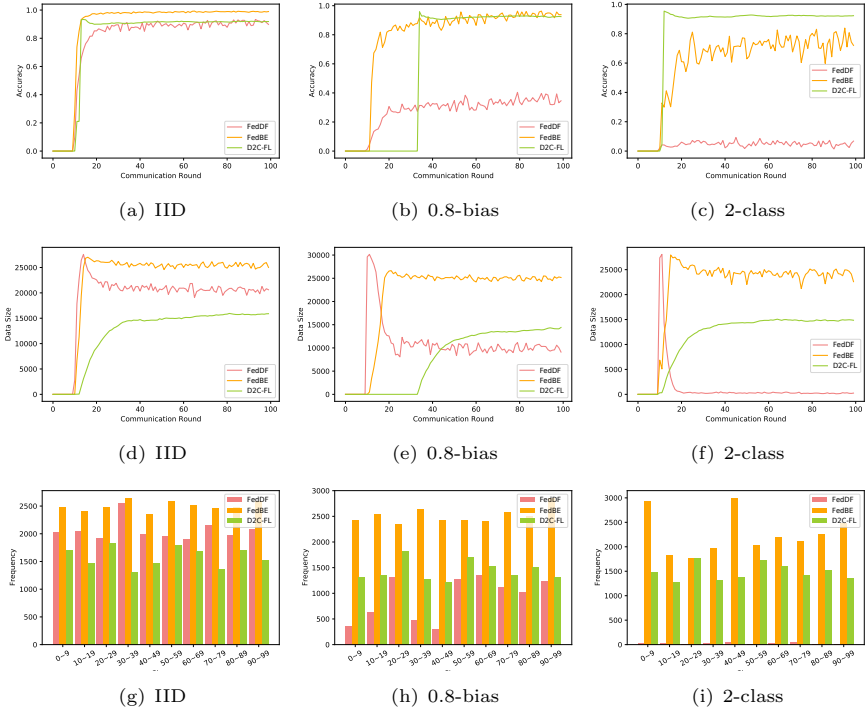 1.0
0.8
0.6
0.4
0.2
0.0
Accuracy
0 20 40 60 80 100
Communication Round
FedDF
FedBE
D2C-FL
(a) IID
1.0
0.8
0.6
0.4
0.2
0.0
Accuracy
0 20 40 60 80 100
Communication Round
FedDF
FedBE
D2C-FL
(b) 0.8-bias
1.0
0.8
0.6
0.4
0.2
0.0
Accuracy
0 20 40 60 80 100
Communication Round
FedDF
FedBE
D2C-FL
(c) 2-class
25000
20000
15000
10000
5000
0
Data Size
0 20 40 60 80 100
Communication Round
FedDF
FedBE
D2C-FL
(d) IID
30000
25000
20000
15000
10000
5000
0
Data Size
0 20 40 60 80 100
Communication Round
FedDF
FedBE
D2C-FL
(e) 0.8-bias
25000
20000
15000
10000
5000
0
Data Size
0 20 40 60 80 100
Communication Round
FedDF
FedBE
D2C-FL
(f) 2-class
2500
2000
1500
1000
500
0
Frequency
FedDF
FedBE
D2C-FL
0~9 10~19 20~29 30~39 40~49 50~59 60~69 70~79 80~89 90~99
(g) IID
3000
2500
2000
1500
1000
500
0
Frequency
FedDF
FedBE
D2C-FL
0~9 10~19 20~29 30~39 40~49 50~59 60~69 70~79 80~89 90~99
(h) 0.8-bias
3000
2500
2000
1500
1000
500
0
Frequency
FedDF
FedBE
D2C-FL
0~9 10~19 20~29 30~39 40~49 50~59 60~69 70~79 80~89 90~99
(i) 2-class